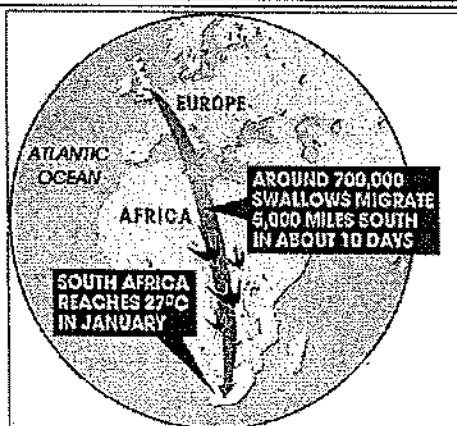 EUROPE
ATLANTIC
OCEAN
AFRICA
AROUND 700,000
SWALLOWS MIGRATE
5,000 MILES SOUTH
IN ABOUT 10 DAYS
SOUTH AFRICA
REACHES 27ºC
IN JANUARY